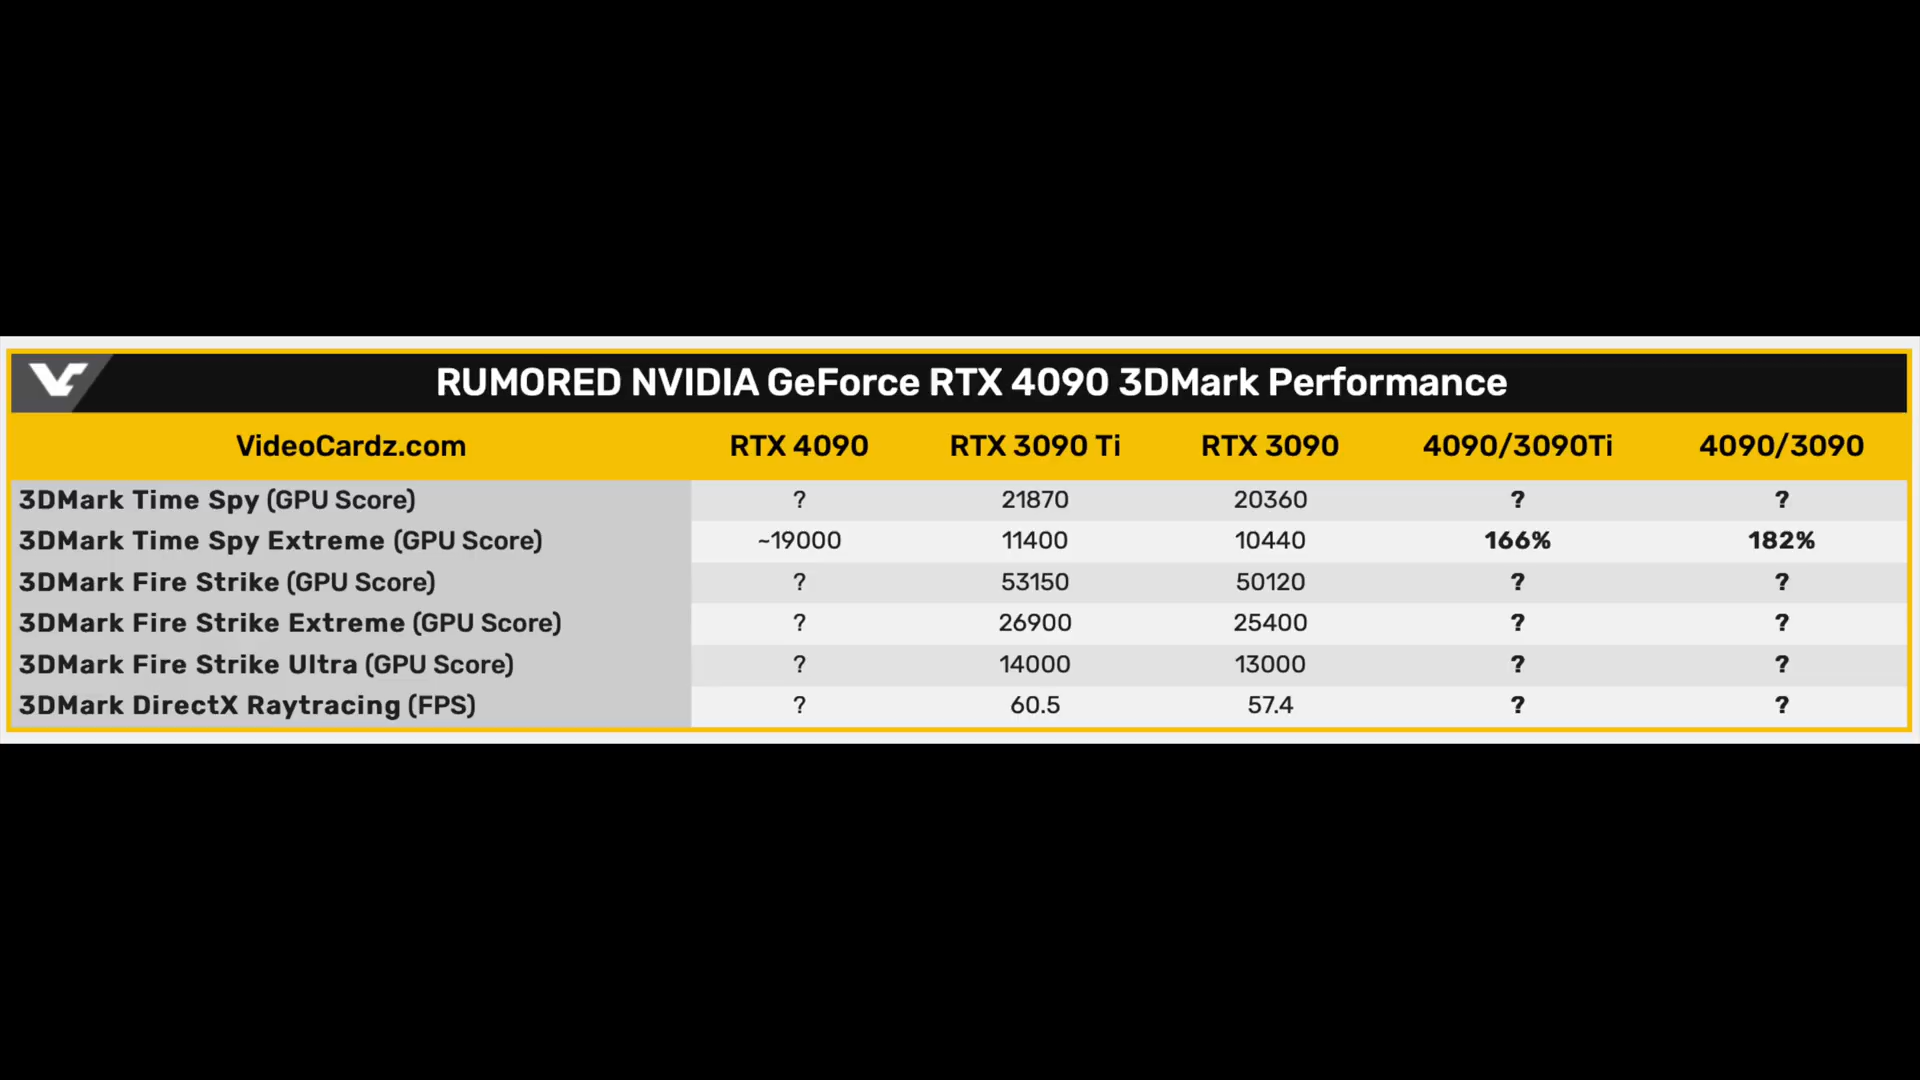 RUMORED NVIDIA GeForce RTX 4090 3DMark Performance
VideoCardz.com RTX 4090 RTX 3090 Ti RTX 3090 4090/3090Ti 4090/3090
3DMark Time Spy (GPU Score) ? 21870 20360 ? ?
3DMark Time Spy Extreme (GPU Score) ~19000 11400 10440 166% 182%
3DMark Fire Strike (GPU Score) ? 53150 50120 ? ?
3DMark Fire Strike Extreme (GPU Score) ? 26900 25400 ? ?
3DMark Fire Strike Ultra (GPU Score) ? 14000 13000 ? ?
3DMark DirectX Raytracing (FPS) ? 60.5 57.4 ? ?